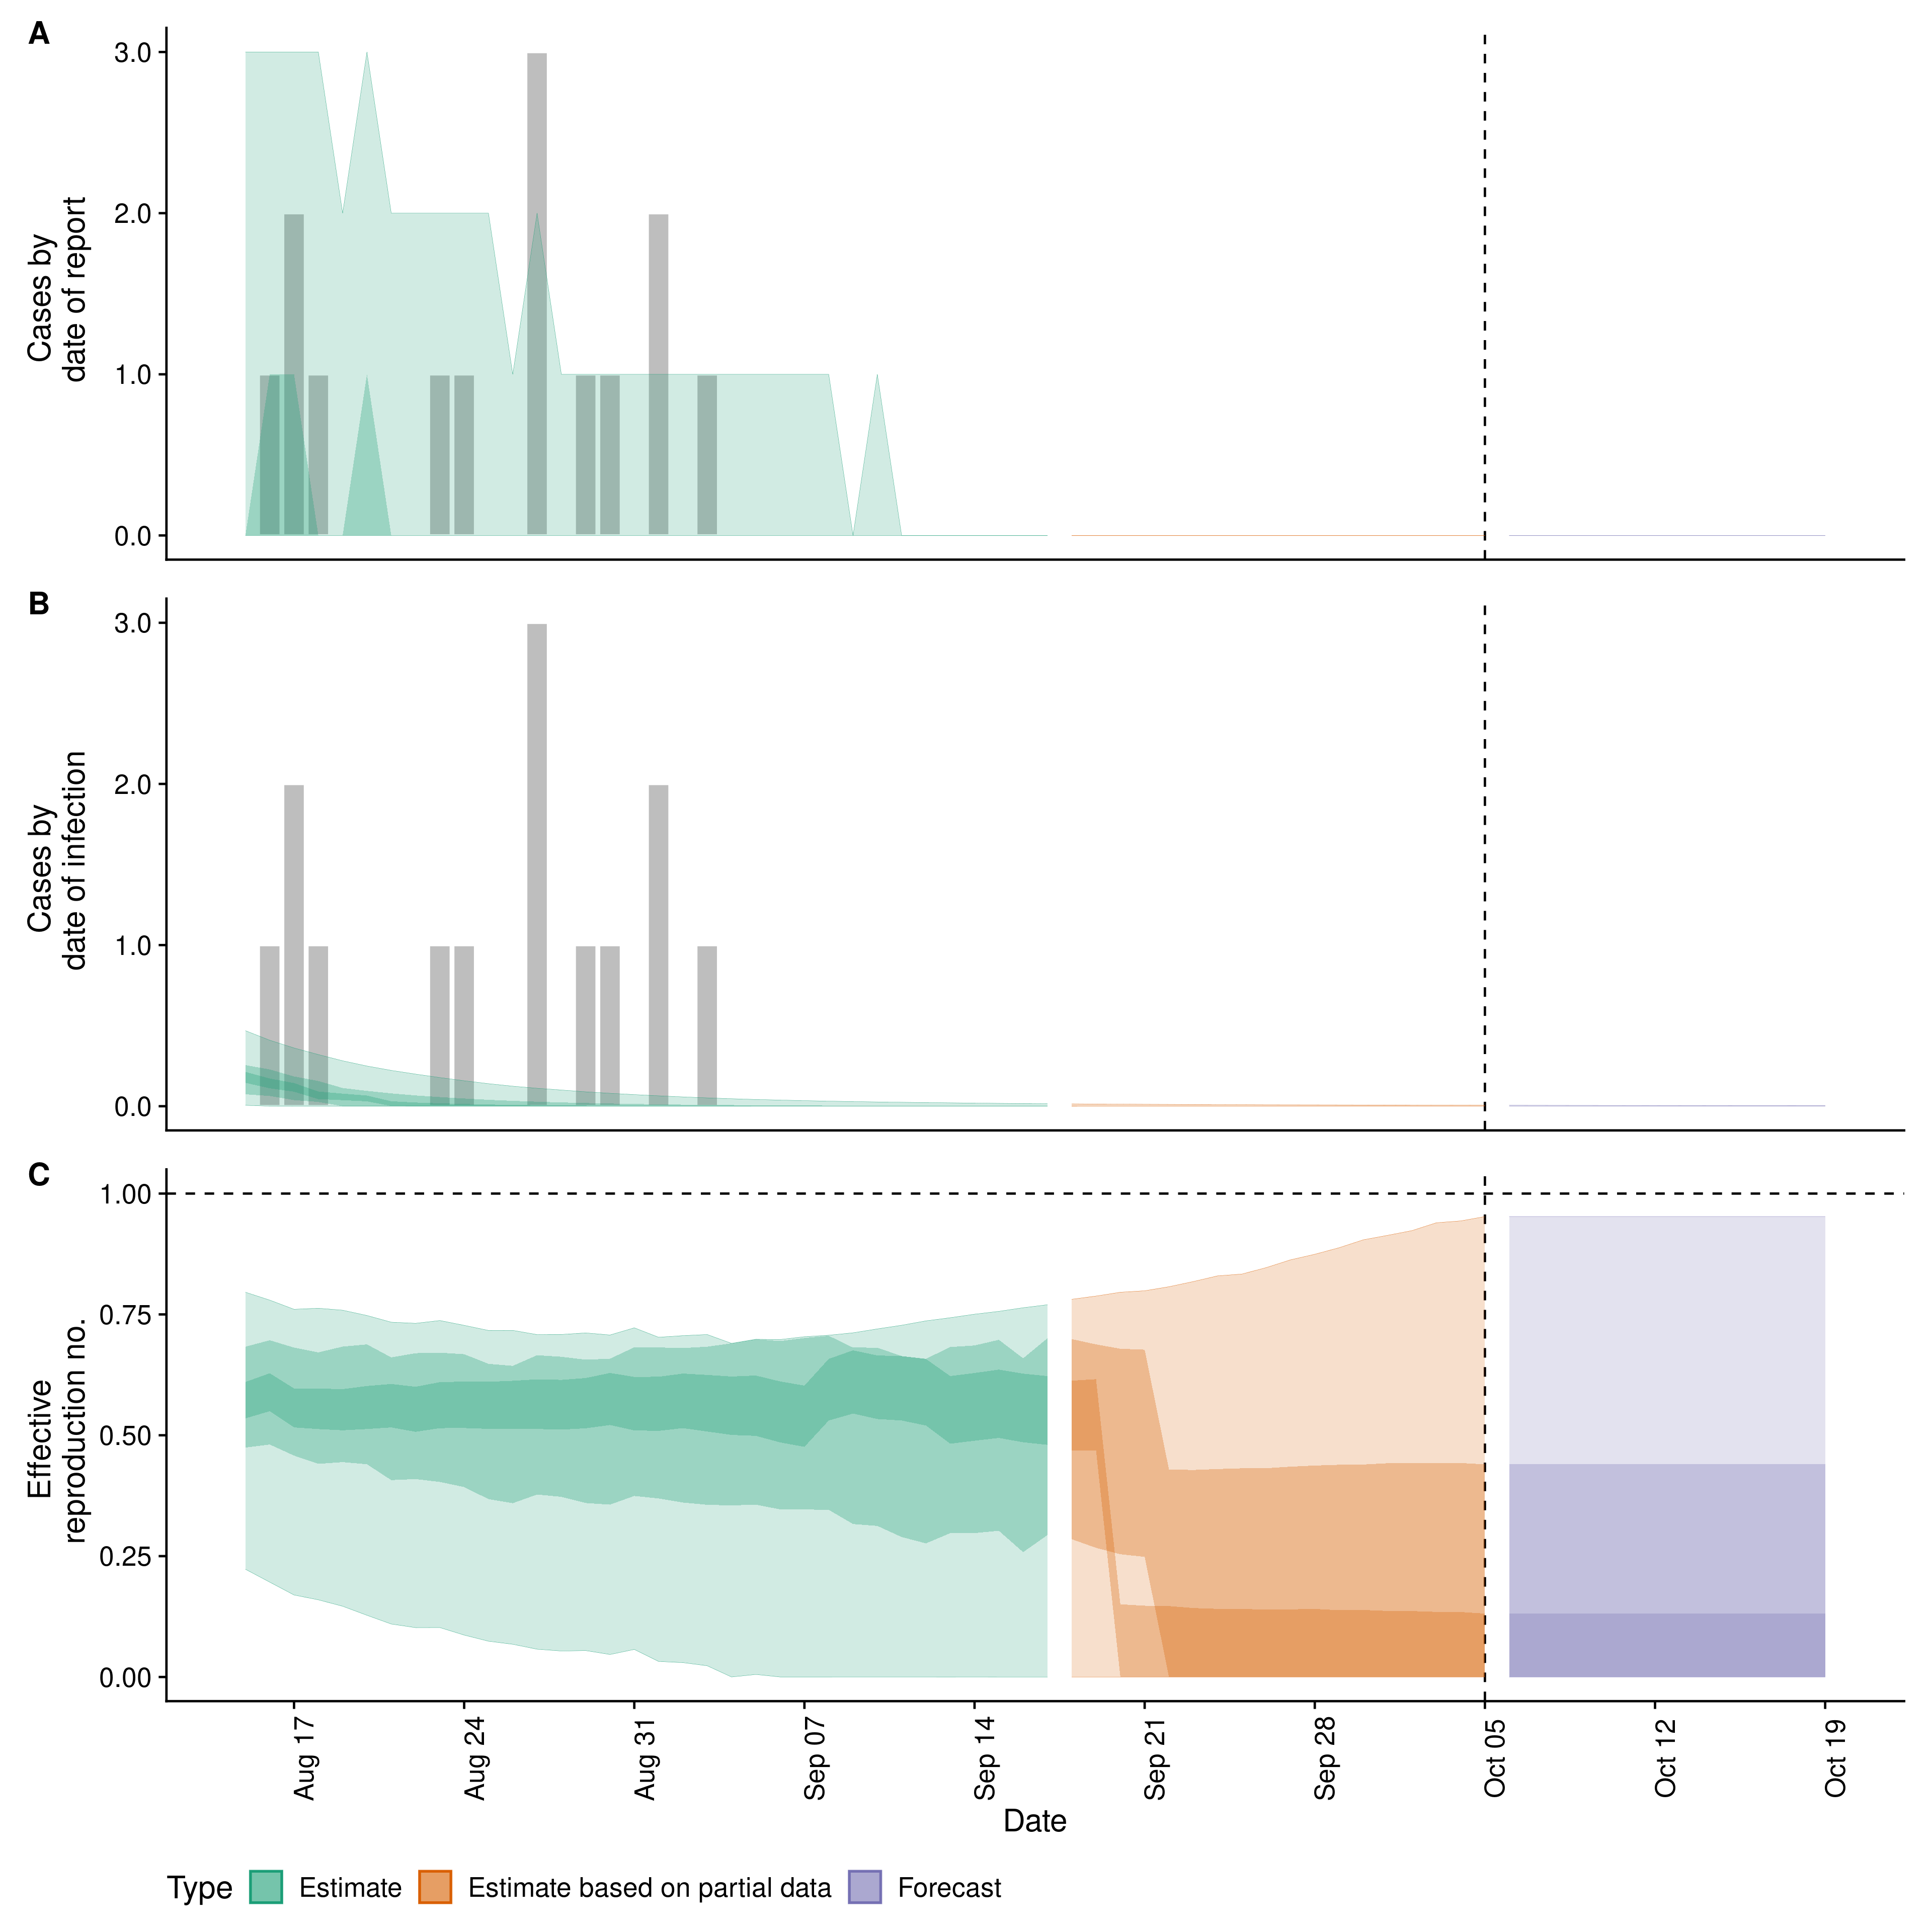 A
Cases by
date of report
3.0
2.0
1.0
0.0
B
Cases by
date of infection
3.0
2.0
1.0
0.0
C
Effective
reproduction no.
1.00
0.75
0.50
0.25
0.00
Aug 17
Aug 24
Aug 31
Sep 07
Sep 14
Sep 21
Sep 28
Oct 05
Oct 12
Oct 19
Date
Type Estimate Estimate based on partial data Forecast